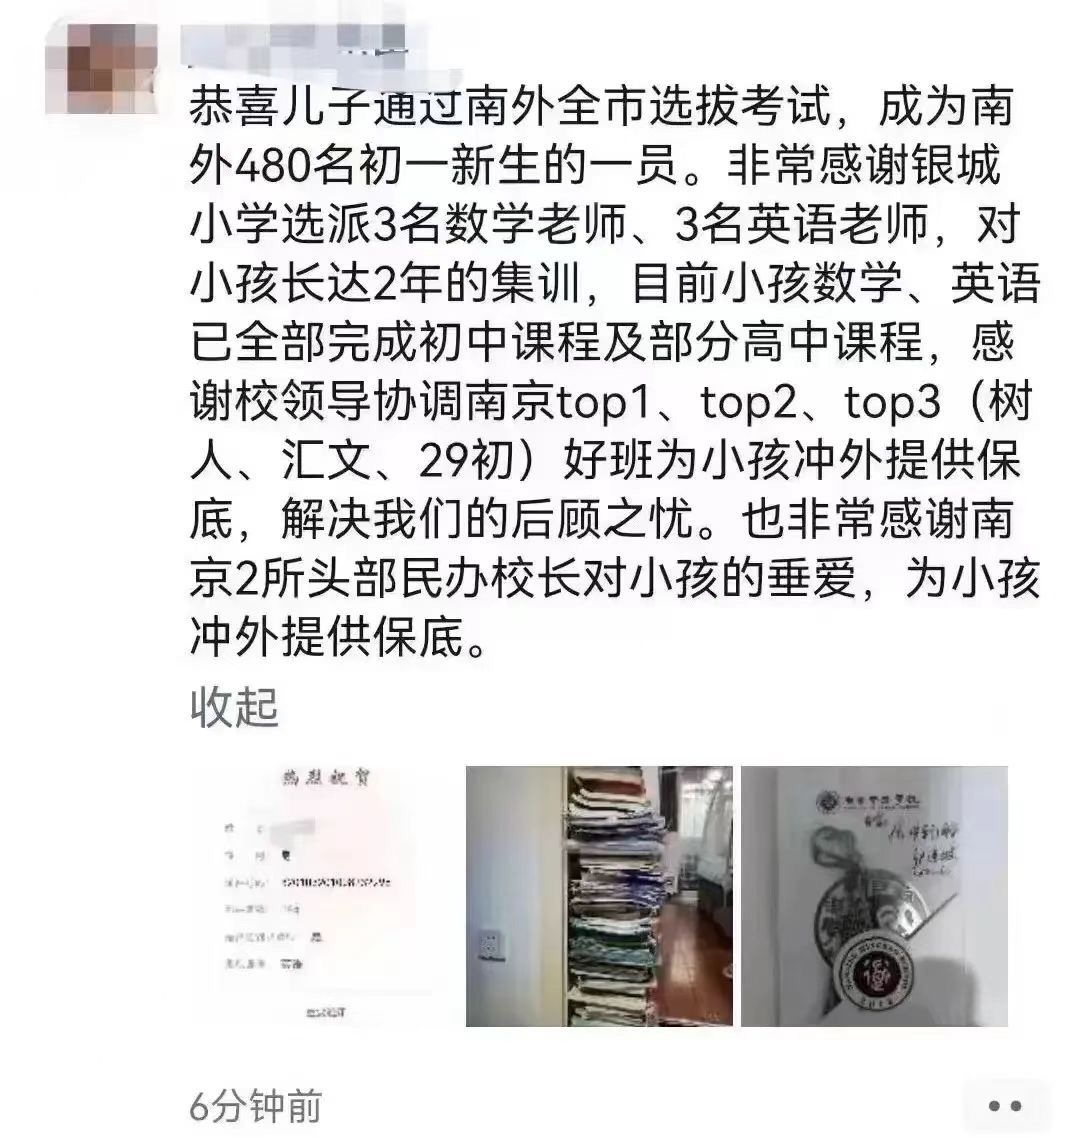 恭喜儿子通过南外全市选拔考试，成为南
外480名初一新生的一员。非常感谢银城
小学选派3名数学老师、3名英语老师，对
小孩长达2年的集训，目前小孩数学、英语
已全部完成初中课程及部分高中课程，感
谢校领导协调南京top1、top2、top3（树
人、汇文、29初）好班为小孩冲外提供保
底，解决我们的后顾之忧。也非常感谢南
京2所头部民办校长对小孩的垂爱，为小孩
冲外提供保底。
收起
热烈祝贺
6分钟前